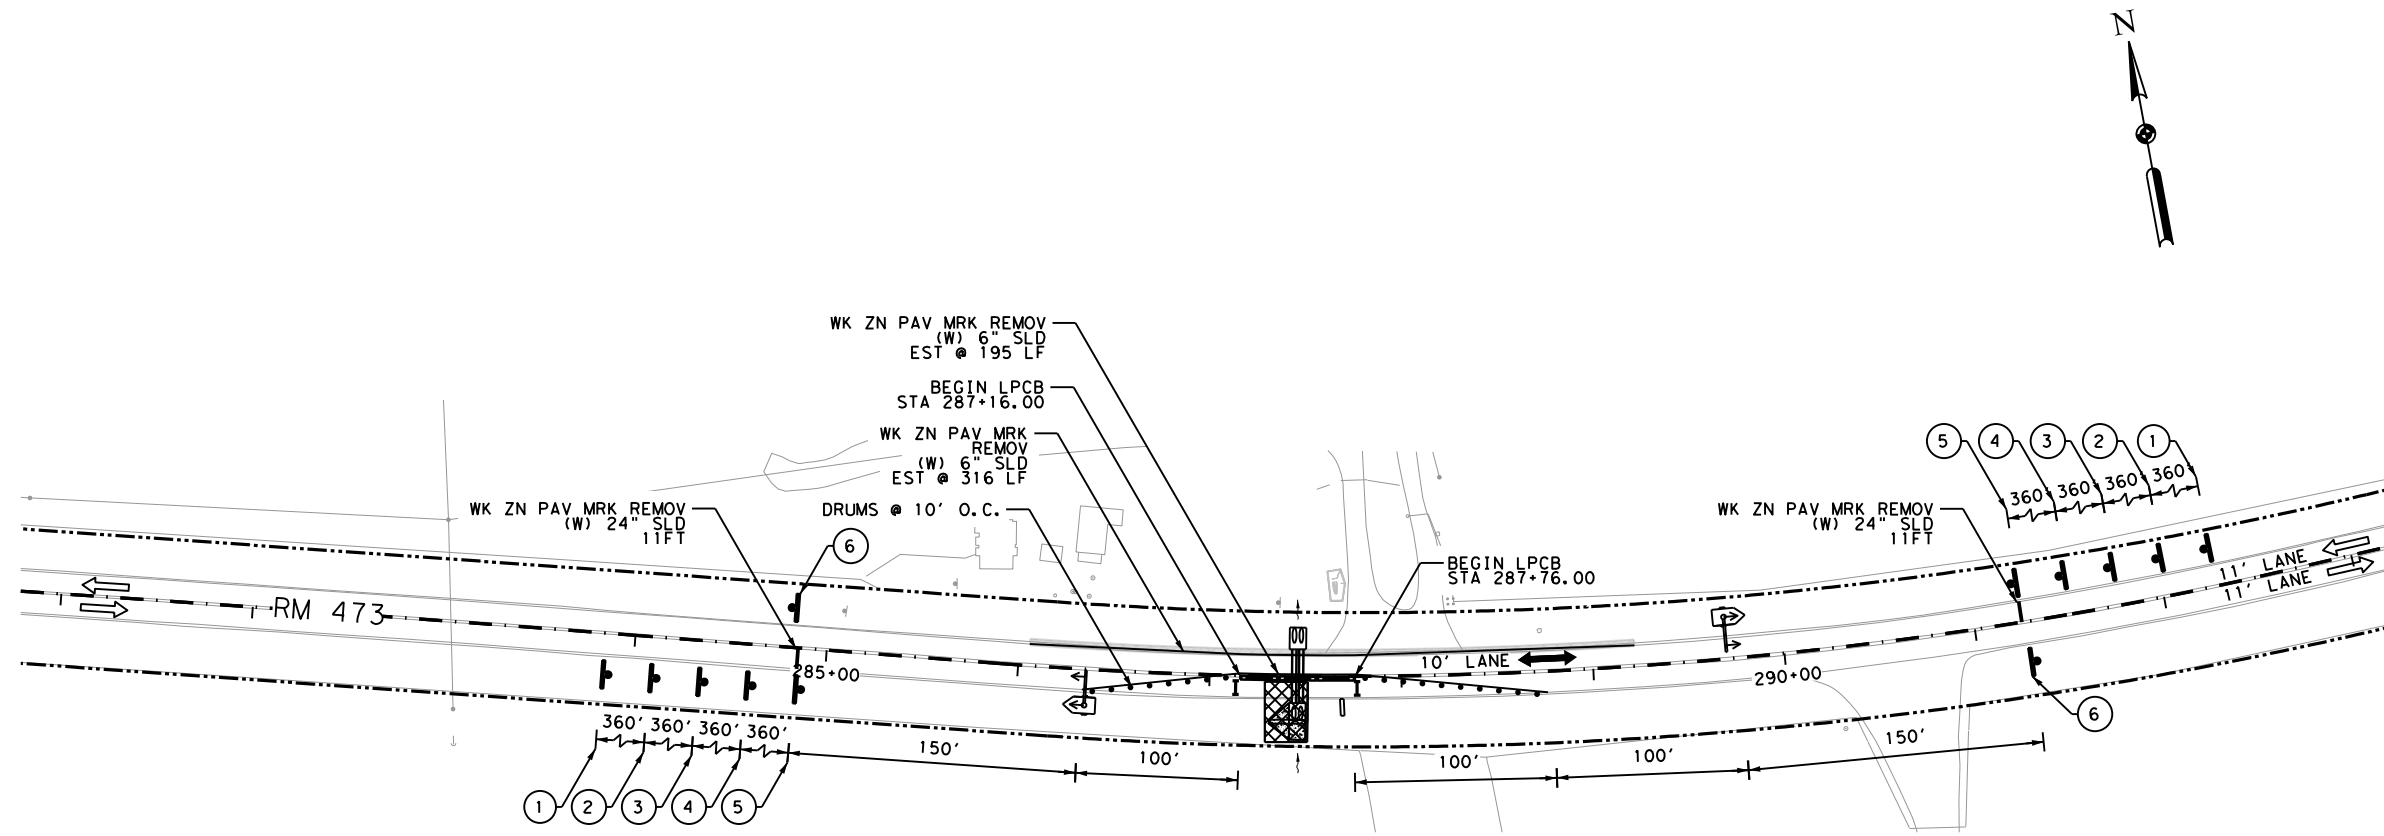 N
WK ZN PAV MRK REMOV
(W) 6" SLD
EST @ 195 LF
BEGIN LPCB
STA 287+16.00
WK ZN PAV MRK
REMOV
(W) 6" SLD
EST @ 316 LF
DRUMS @ 10' O.C.
WK ZN PAV MRK REMOV
(W) 24" SLD
11FT
6
BEGIN LPCB
STA 287+76.00
WK ZN PAV MRK REMOV
(W) 24" SLD
11FT
5
4
3
2
1
360'
360'
360'
360'
11' LANE
11' LANE
RM 473
285+00
10' LANE
290+00
6
360'
360'
360'
360'
150'
100'
100'
100'
150'
1
2
3
4
5